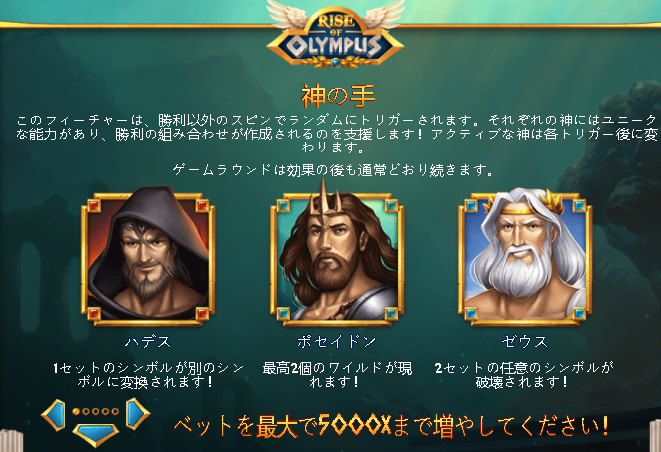 RISE
OF
OLYMPUS
神の手
このフィーチャーは、勝利以外のスピンでランダムにトリガーされます。それぞれの神にはユニーク
な能力があり、勝利の組み合わせが作成されるのを支援します! アクティブな神は各トリガー後に変
わります。
ゲームラウンドは効果の後も通常どおり続きます。
ハデス
ポセイドン
ゼウス
1セットのシンボルが別のシン
ボルに変換されます!
最高2個のワイルドが現
れます!
2セットの任意のシンボルが
破壊されます!
ベットを最大で5000Xまで増やしてください!